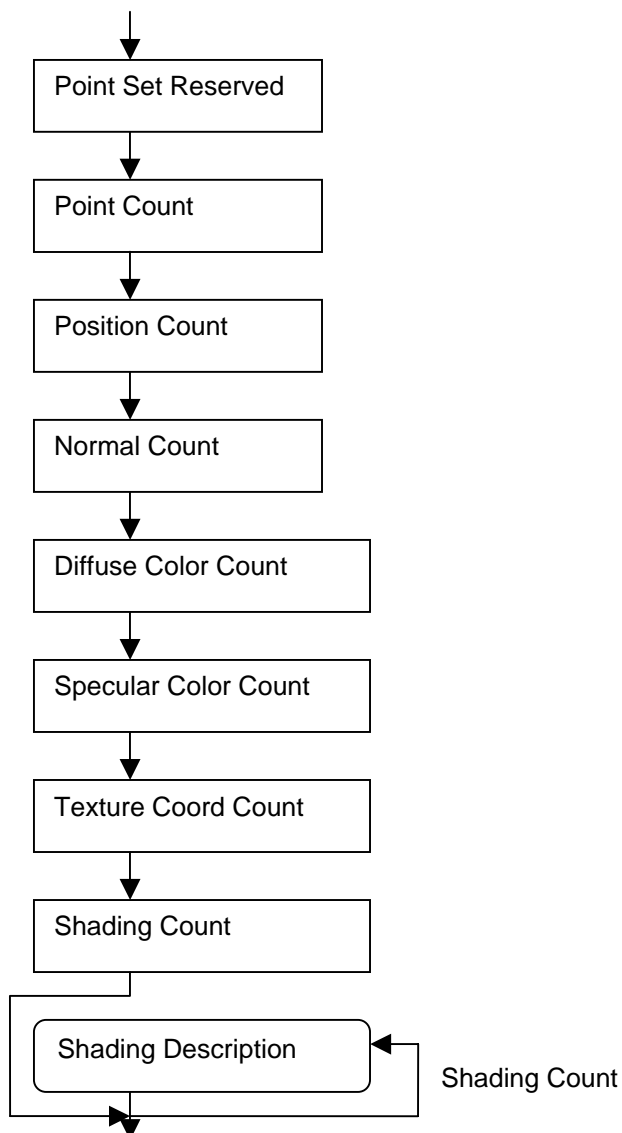 Point Set Reserved
Point Count
Position Count
Normal Count
Diffuse Color Count
Specular Color Count
Texture Coord Count
Shading Count
Shading Description
Shading Count